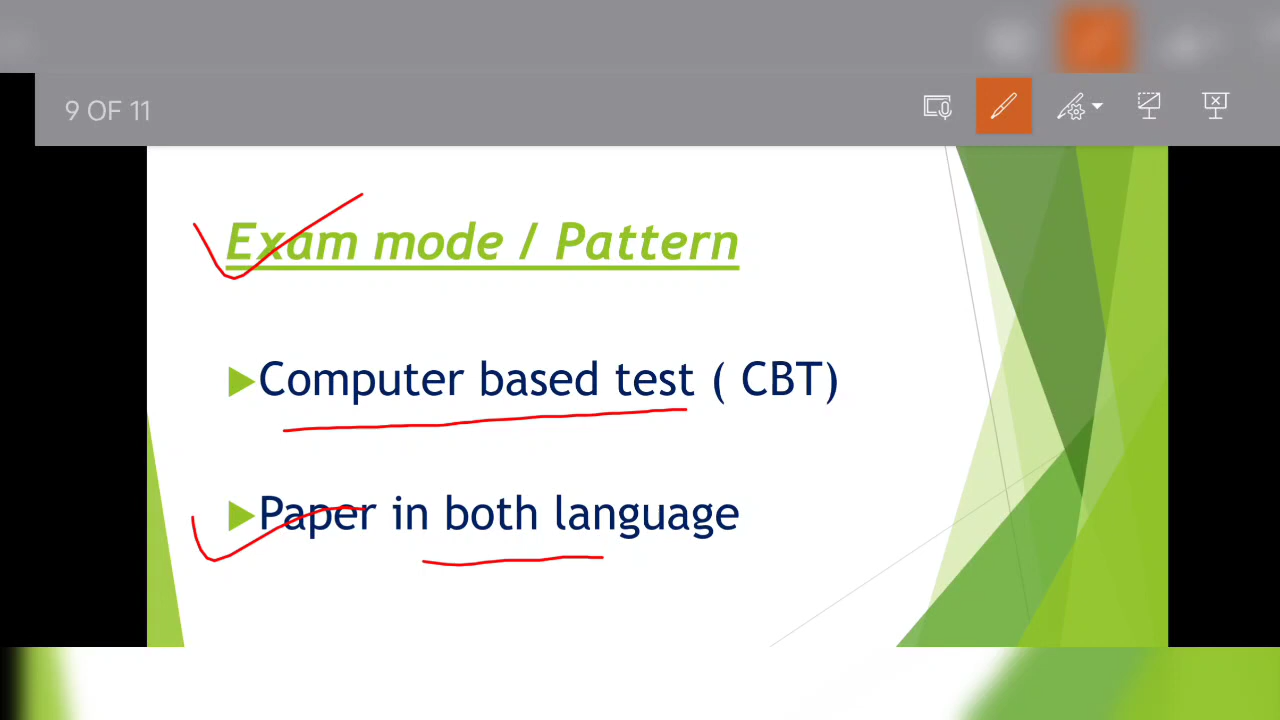 9 OF 11
Exam mode / Pattern
Computer based test ( CBT)
Paper in both language